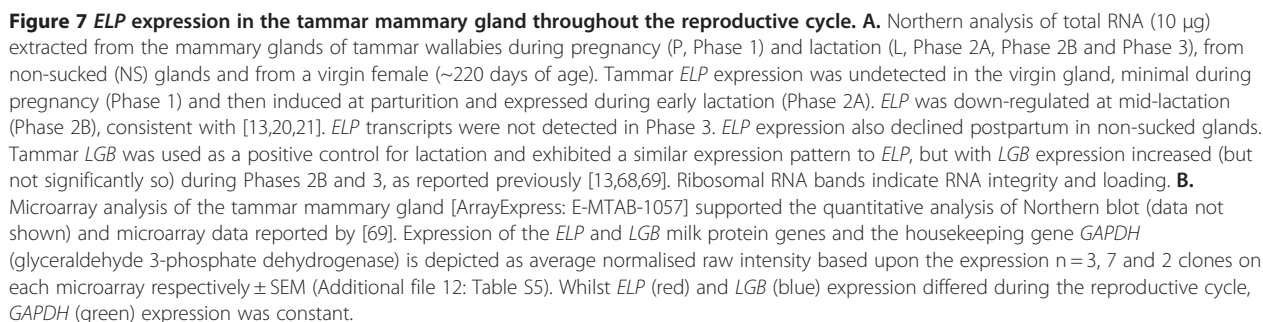 Figure 7 ELP expression in the tammar mammary gland throughout the reproductive cycle. A. Northern analysis of total RNA (10 μg)
extracted from the mammary glands of tammar wallabies during pregnancy (P, Phase 1) and lactation (L, Phase 2A, Phase 2B and Phase 3), from
non-sucked (NS) glands and from a virgin female (~220 days of age). Tammar ELP expression was undetected in the virgin gland, minimal during
pregnancy (Phase 1) and then induced at parturition and expressed during early lactation (Phase 2A). ELP was down-regulated at mid-lactation
(Phase 2B), consistent with [13,20,21]. ELP transcripts were not detected in Phase 3. ELP expression also declined postpartum in non-sucked glands.
Tammar LGB was used as a positive control for lactation and exhibited a similar expression pattern to ELP, but with LGB expression increased (but
not significantly so) during Phases 2B and 3, as reported previously [13,68,69]. Ribosomal RNA bands indicate RNA integrity and loading. B.
Microarray analysis of the tammar mammary gland [ArrayExpress: E-MTAB-1057] supported the quantitative analysis of Northern blot (data not
shown) and microarray data reported by [69]. Expression of the ELP and LGB milk protein genes and the housekeeping gene GAPDH
(glyceraldehyde 3-phosphate dehydrogenase) is depicted as average normalised raw intensity based upon the expression n = 3, 7 and 2 clones on
each microarray respectively ± SEM (Additional file 12: Table S5). Whilst ELP (red) and LGB (blue) expression differed during the reproductive cycle,
GAPDH (green) expression was constant.